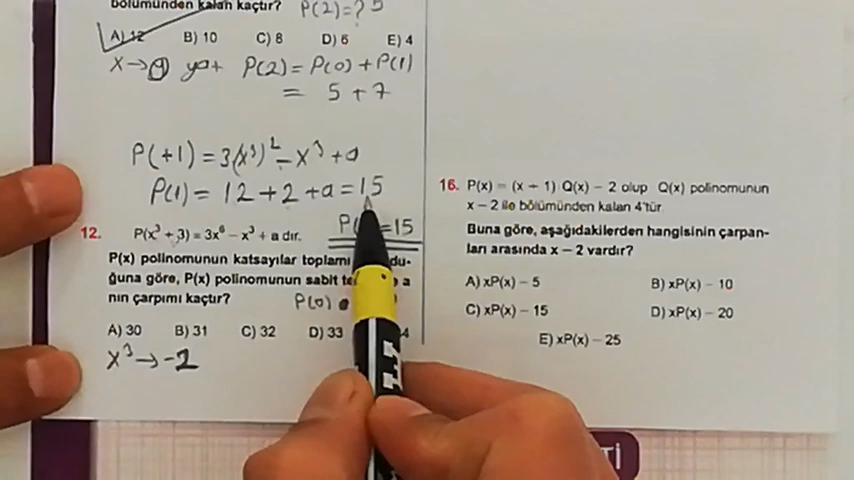 bölümünden kalan kaçtır?
P(2)=? 5
A) 12 B) 10 C) 8 D) 6 E) 4
P(2) = P(0) + P(1)
= 5 + 7
P(+1) = 3(x³)² - x³ + a
P(1) = 12 + 2 + a = 15
=15
12. P(x³ + 3) = 3x⁶ – x³ + a dır.
P(x) polinomunun katsayılar toplamı
ğuna göre, P(x) polinomunun sabit a
nın çarpımı kaçtır?
P(0)
A) 30 B) 31 C) 32 D) 33
x³ → -2
16. P(x) = (x + 1) Q(x) – 2 olup Q(x) polinomunun
x – 2 ile bölümünden kalan 4'tür.
Buna göre, aşağıdakilerden hangisinin çarpan-
ları arasında x – 2 vardır?
A) xP(x) – 5 B) xP(x) – 10
C) xP(x) – 15 D) xP(x) – 20
E) xP(x) – 25